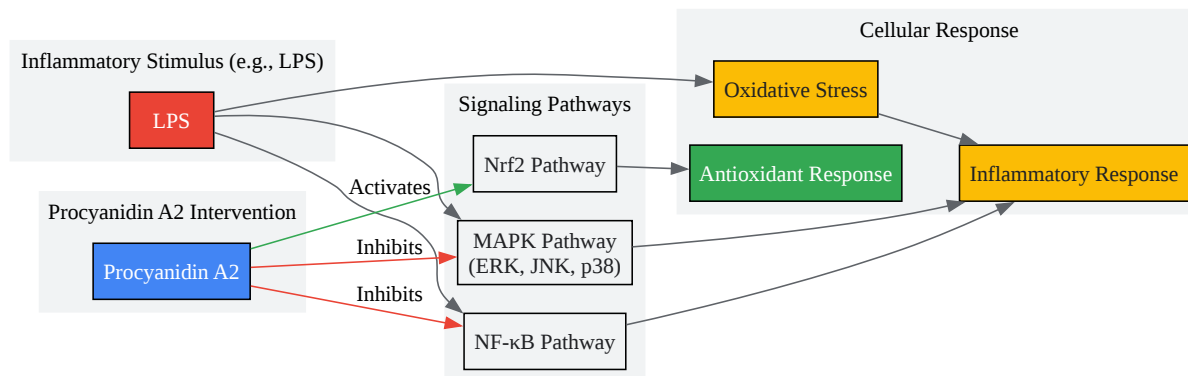 Inflammatory Stimulus (e.g., LPS)
LPS
Procyanidin A2 Intervention
Procyanidin A2
Activates
Inhibits
Inhibits
Signaling Pathways
Nrf2 Pathway
MAPK Pathway
(ERK, JNK, p38)
NF-κB Pathway
Cellular Response
Oxidative Stress
Antioxidant Response
Inflammatory Response